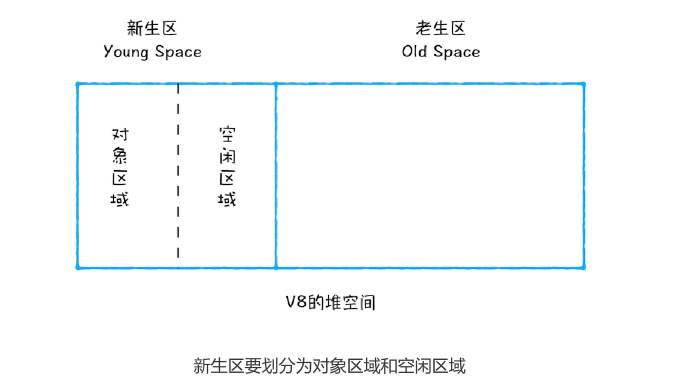 新生区
Young Space
老生区
Old Space
对象区域
空闲区域
V8的堆空间
新生区要划分为对象区域和空闲区域